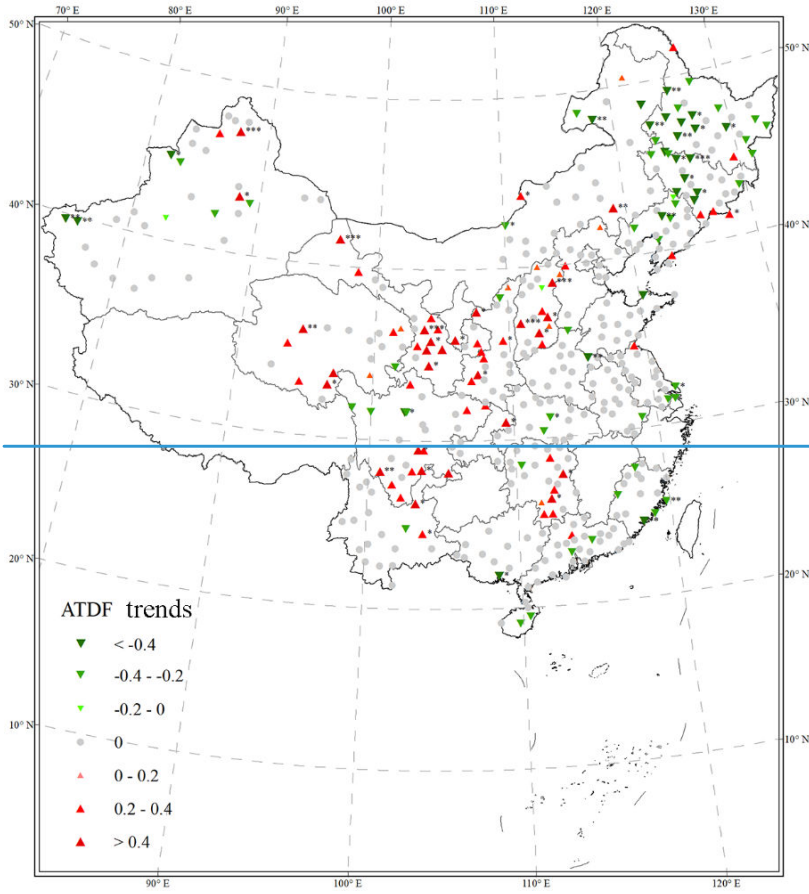 70° E 80° E 90° E 100° E 110° E 120° E 130° E
50° N
50° N
40° N
40° N
30° N
30° N
20° N
20° N
10° N
10° N
ATDF trends
< -0.4
-0.4 - -0.2
-0.2 - 0
0
0 - 0.2
0.2 - 0.4
> 0.4
90° E 100° E 110° E 120° E